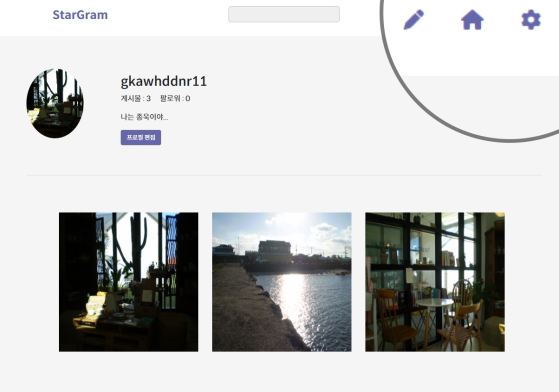 StarGram
gkawhddnr11
게시물 : 3 팔로워 : 0
나는 종욱이야...
프로필 편집